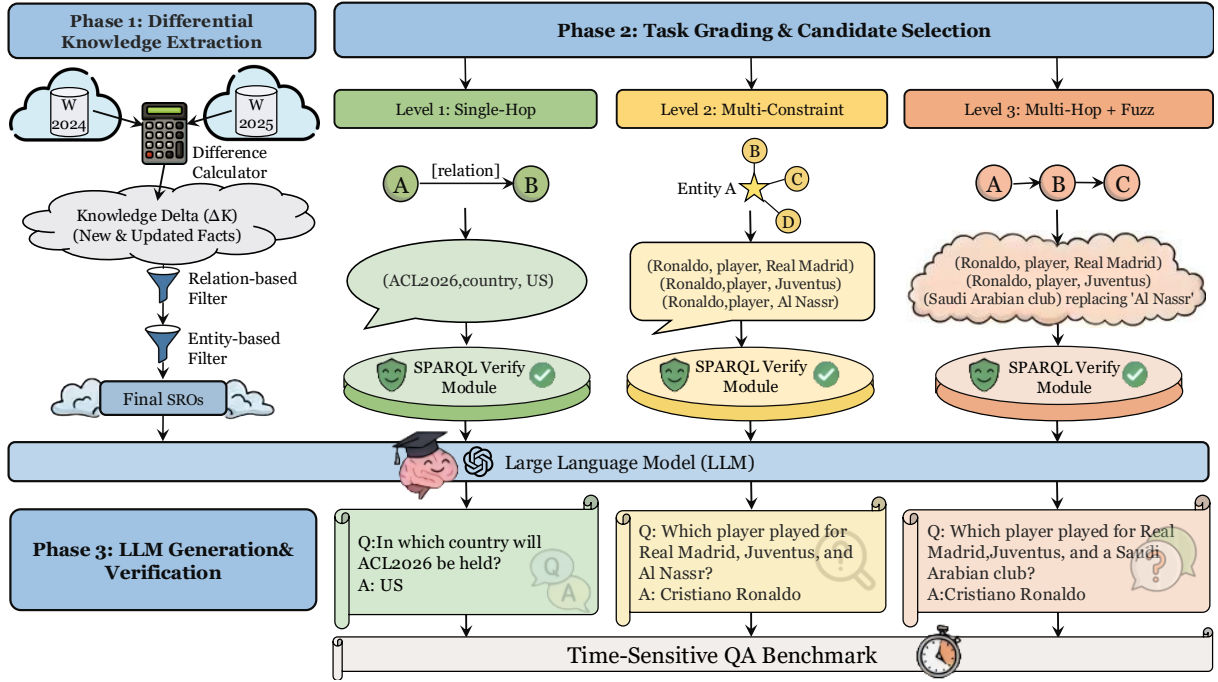 Phase 1: Differential
Knowledge Extraction
W
2024
W
2025
Difference
Calculator
Knowledge Delta (ΔK)
(New & Updated Facts)
Relation-based
Filter
Entity-based
Filter
Final SROs
Phase 2: Task Grading & Candidate Selection
Level 1: Single-Hop
A
[relation]
B
(ACL2026,country, US)
SPARQL Verify
Module
Level 2: Multi-Constraint
Entity A
B
C
D
(Ronaldo, player, Real Madrid)
(Ronaldo,player, Juventus)
(Ronaldo,player, Al Nassr)
SPARQL Verify
Module
Level 3: Multi-Hop + Fuzz
A
B
C
(Ronaldo, player, Real Madrid)
(Ronaldo, player, Juventus)
(Saudi Arabian club) replacing 'Al Nassr'
SPARQL Verify
Module
Large Language Model (LLM)
Phase 3: LLM Generation&
Verification
Q:In which country will
ACL2026 be held?
A: US
Q
A
Q: Which player played for
Real Madrid, Juventus, and
Al Nassr?
A: Cristiano Ronaldo
Q: Which player played for Real
Madrid,Juventus, and a Saudi
Arabian club?
A:Cristiano Ronaldo
?
Time-Sensitive QA Benchmark